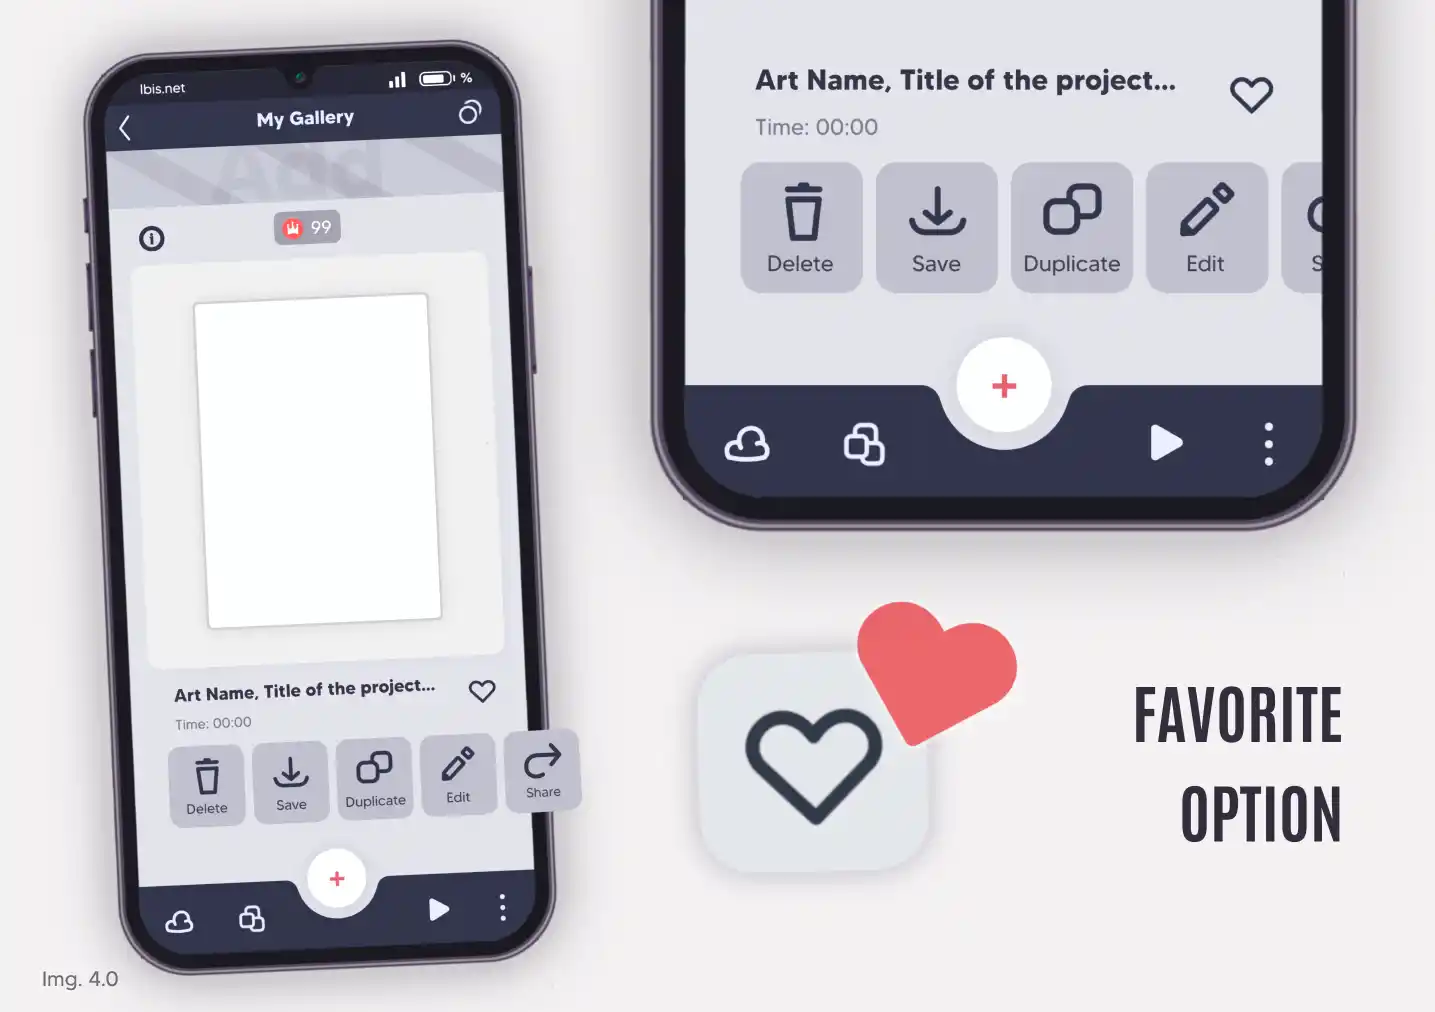 lbis.net
%
My Gallery
Add
99
Art Name, Title of the project...
Time: 00:00
Delete
Save
Duplicate
Edit
Share
Img. 4.0
Art Name, Title of the project...
Time: 00:00
Delete
Save
Duplicate
Edit
S
FAVORITE
OPTION